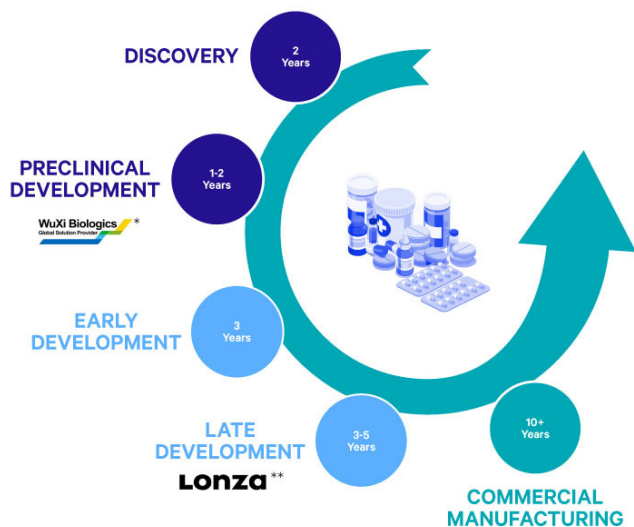 DISCOVERY
2
Years
PRECLINICAL
DEVELOPMENT
1-2
Years
WuXi Biologics *
Global Solution Provider
EARLY
DEVELOPMENT
3
Years
LATE
DEVELOPMENT
3-5
Years
Lonza **
10+
Years
COMMERCIAL
MANUFACTURING